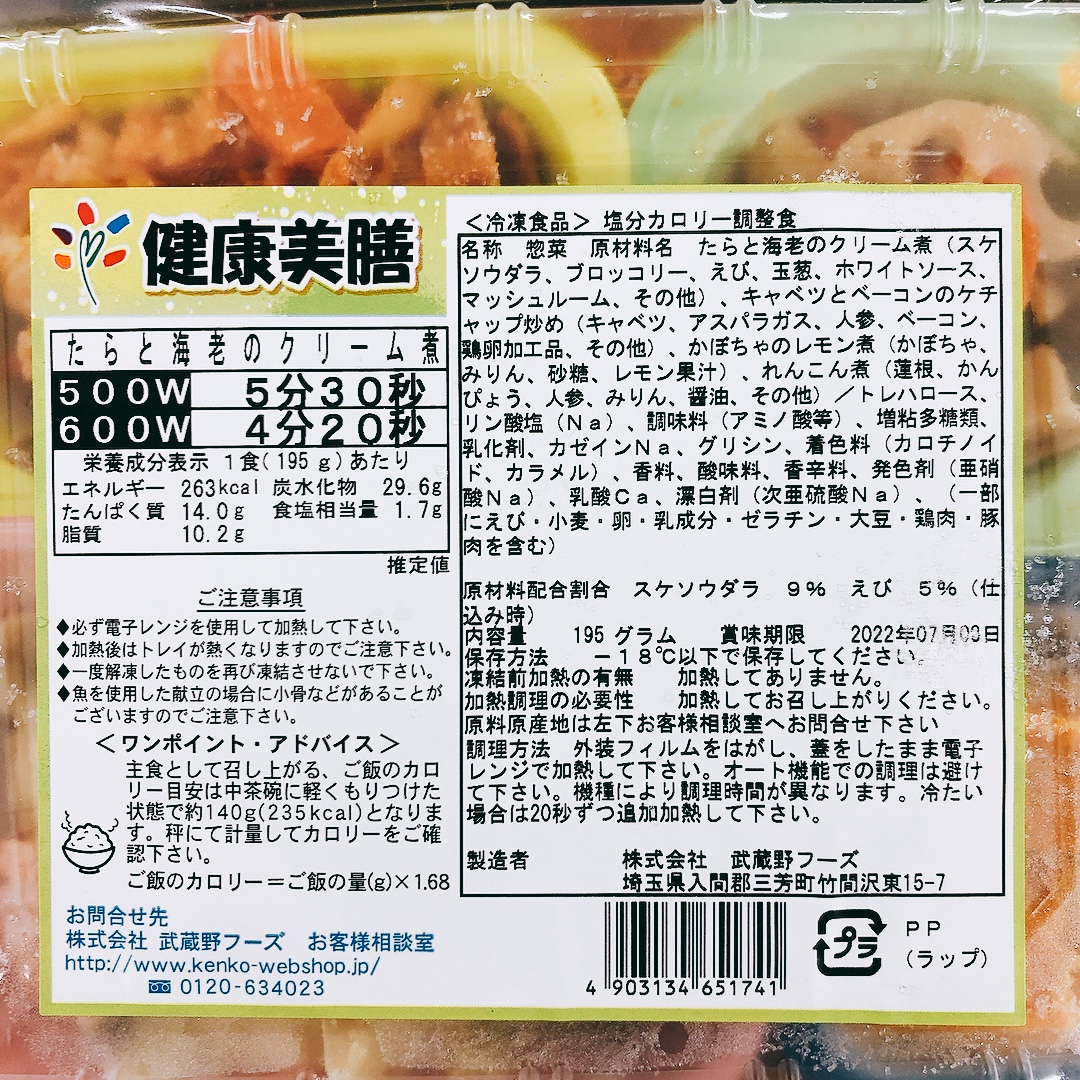 健康美膳
たらと海老のクリーム煮
500W 5分30秒
600W 4分20秒
栄養成分表示 1食(195g)あたり
エネルギー 263kcal 炭水化物 29.6g
たんぱく質 14.0g 食塩相当量 1.7g
脂質 10.2g
推定値
ご注意事項
◆必ず電子レンジを使用して加熱して下さい。
◆加熱後はトレイが熱くなりますのでご注意下さい。
◆一度解凍したものを再び凍結させないで下さい。
◆魚を使用した献立の場合に小骨などがあることが
ございますのでご注意下さい。
＜ワンポイント・アドバイス＞
主食として召し上がる、ご飯のカロ
リー目安は中茶碗に軽くもりつけた
状態で約140g(235kcal)となりま
す。秤にて計量してカロリーをご確
認下さい。
ご飯のカロリー＝ご飯の量(g)×1.68
お問合せ先
株式会社 武蔵野フーズ お客様相談室
http://www.kenko-webshop.jp/
0120-634023
＜冷凍食品＞ 塩分カロリー調整食
名称 惣菜 原材料名 たらと海老のクリーム煮（スケ
ソウダラ、ブロッコリー、えび、玉葱、ホワイトソース、
マッシュルーム、その他）、キャベツとベーコンのケチ
ャップ炒め（キャベツ、アスパラガス、人参、ベーコン、
鶏卵加工品、その他）、かぼちゃのレモン煮（かぼちゃ、
みりん、砂糖、レモン果汁）、れんこん煮（蓮根、かん
ぴょう、人参、みりん、醤油、その他）／トレハロース、
リン酸塩（Na）、調味料（アミノ酸等）、増粘多糖類、
乳化剤、カゼインNa、グリシン、着色料（カロチノイ
ド、カラメル）、香料、酸味料、香辛料、発色剤（亜硝
酸Na）、乳酸Ca、漂白剤（次亜硫酸Na）、（一部
にえび・小麦・卵・乳成分・ゼラチン・大豆・鶏肉・豚
肉を含む）
原材料配合割合 スケソウダラ 9% えび 5%（仕
込み時）
内容量 195グラム 賞味期限 2022年07月03日
保存方法 －18℃以下で保存してください。
凍結前加熱の有無 加熱してありません。
加熱調理の必要性 加熱してお召し上がりください。
原料原産地は左下お客様相談室へお問合せ下さい
調理方法 外装フィルムをはがし、蓋をしたまま電子
レンジで加熱して下さい。オート機能での調理は避け
て下さい。機種により調理時間が異なります。冷たい
場合は20秒ずつ追加加熱して下さい。
製造者 株式会社 武蔵野フーズ
埼玉県入間郡三芳町竹間沢東15-7
4 903134 651741
プラ
PP
（ラップ）